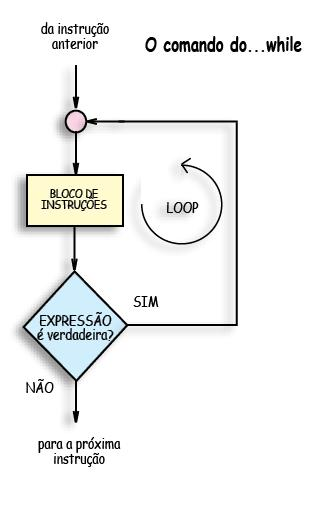 da instrução
anterior
O comando do...while
BLOCO DE
INSTRUÇÕES
LOOP
SIM
EXPRESSÃO
é verdadeira?
NÃO
para a próxima
instrução